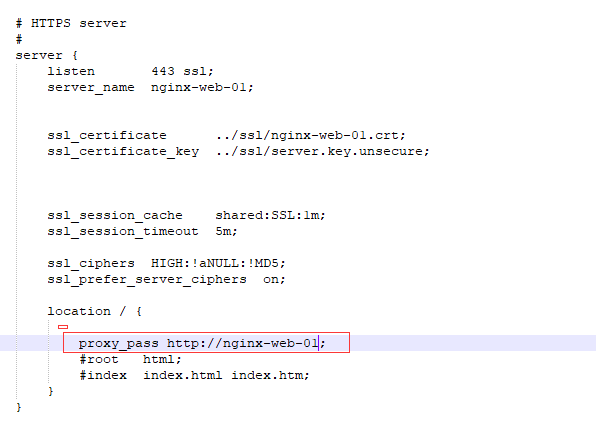 # HTTPS server
#
server {
listen       443 ssl;
server_name  nginx-web-01;
ssl_certificate      ../ssl/nginx-web-01.crt;
ssl_certificate_key  ../ssl/server.key.unsecure;
ssl_session_cache    shared:SSL:1m;
ssl_session_timeout  5m;
ssl_ciphers  HIGH:!aNULL:!MD5;
ssl_prefer_server_ciphers  on;
location / {
proxy_pass http://nginx-web-01;
#root   html;
#index  index.html index.htm;
}
}